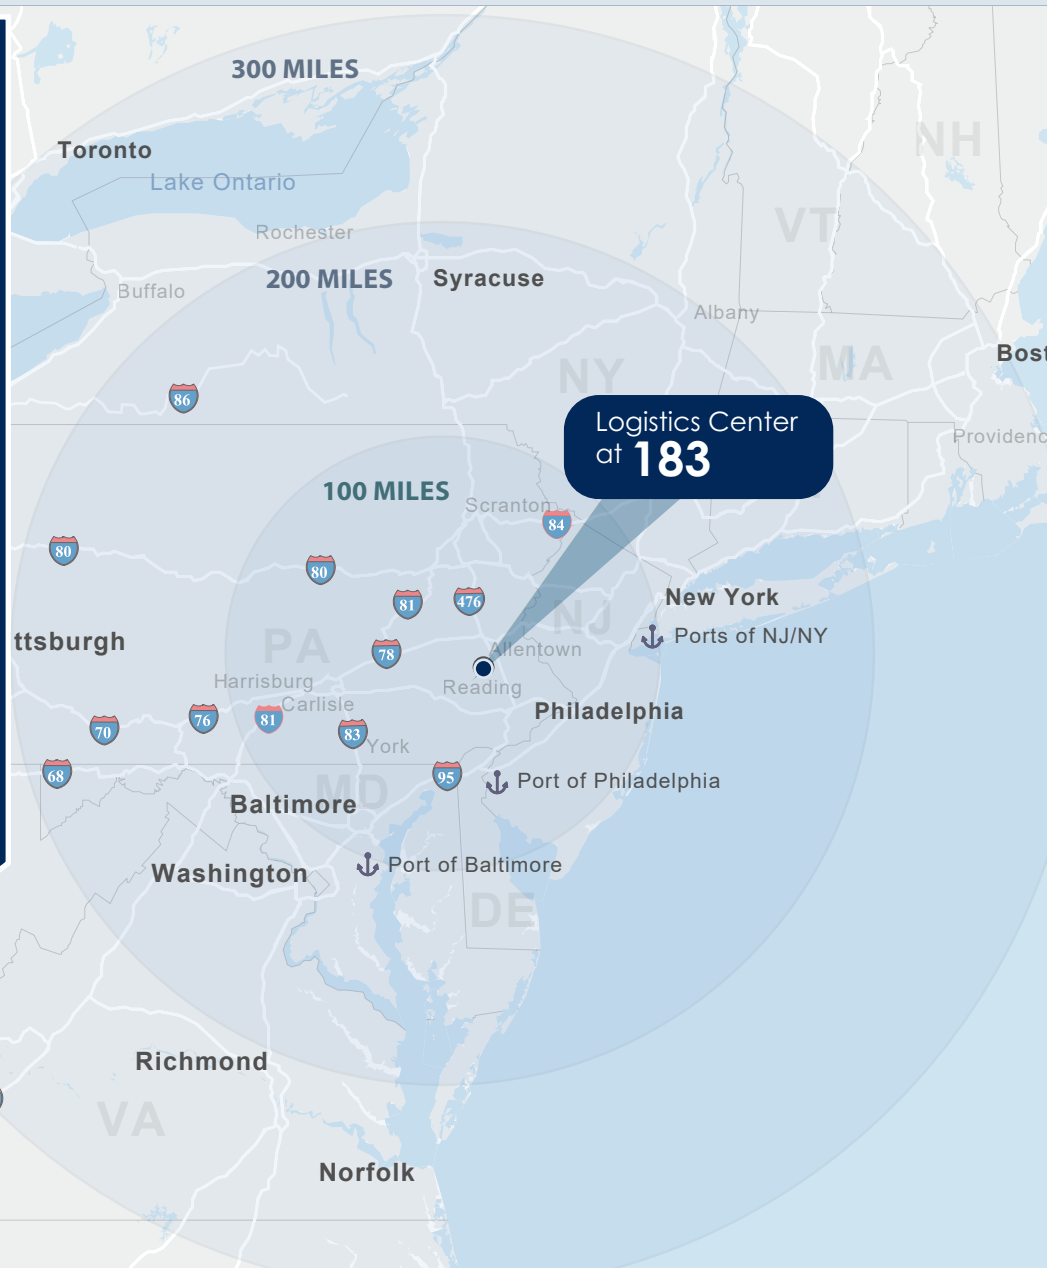 300 MILES
Toronto
NH
Lake Ontario
VT
Rochester
200 MILES
Syracuse
Buffalo
Albany
Bost
MA
NY
86
Logistics Center
at 183
Providenc
100 MILES
Scranton
84
80
80
81
476
New York
NJ
Ports of NJ/NY
ttsburgh
PA
78
Allentown
Harrisburg
Reading
Carlisle
Philadelphia
70
76
81
83
York
68
95
Port of Philadelphia
MD
Baltimore
Port of Baltimore
Washington
DE
Richmond
VA
Norfolk